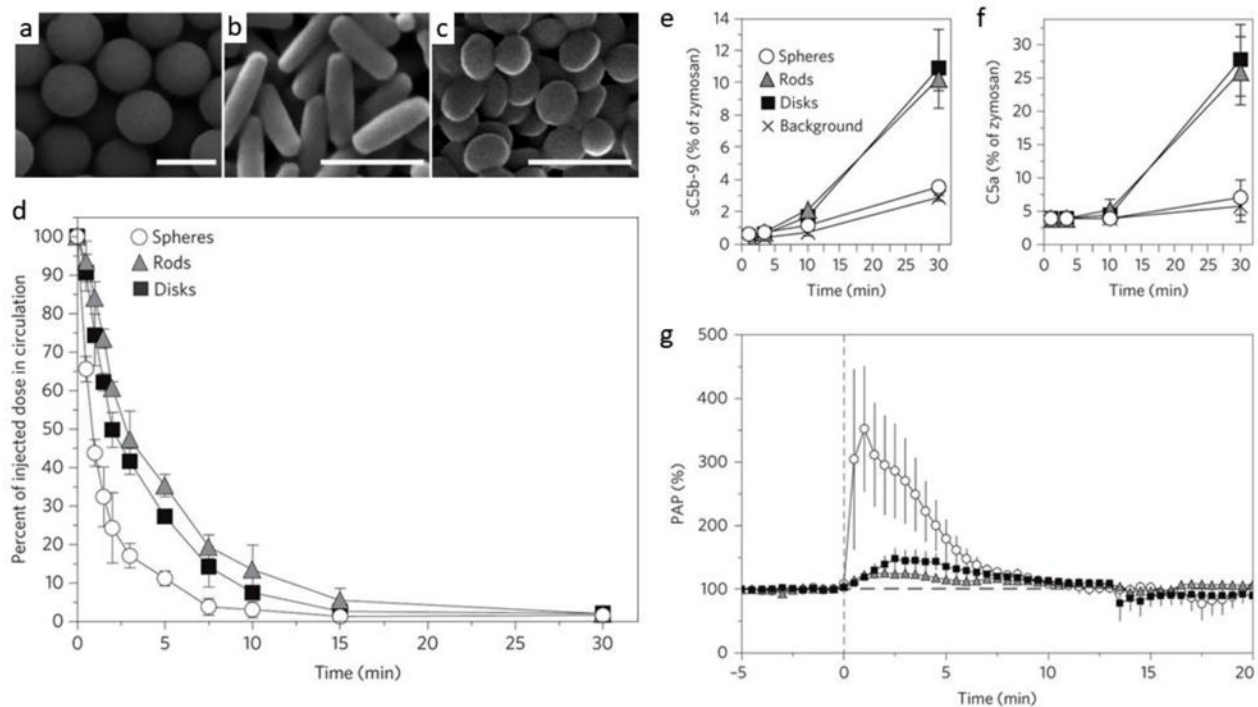 a
b
c
d
Percent of injected dose in circulation
100
90
80
70
60
50
40
30
20
10
0
Spheres
Rods
Disks
0
5
10
15
20
25
30
Time (min)
e
sC5b-9 (% of zymosan)
14
12
10
8
6
4
2
0
Spheres
Rods
Disks
Background
0
5
10
15
20
25
30
Time (min)
f
C5a (% of zymosan)
30
25
20
15
10
5
0
0
5
10
15
20
25
30
Time (min)
g
PAP (%)
500
400
300
200
100
0
-5
0
5
10
15
20
Time (min)